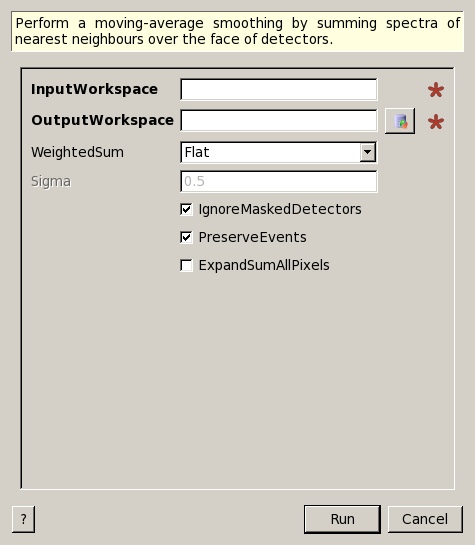 Perform a moving-average smoothing by summing spectra of
nearest neighbours over the face of detectors.
InputWorkspace
OutputWorkspace
WeightedSum Flat
Sigma 0.5
IgnoreMaskedDetectors
PreserveEvents
ExpandSumAllPixels
? Run Cancel